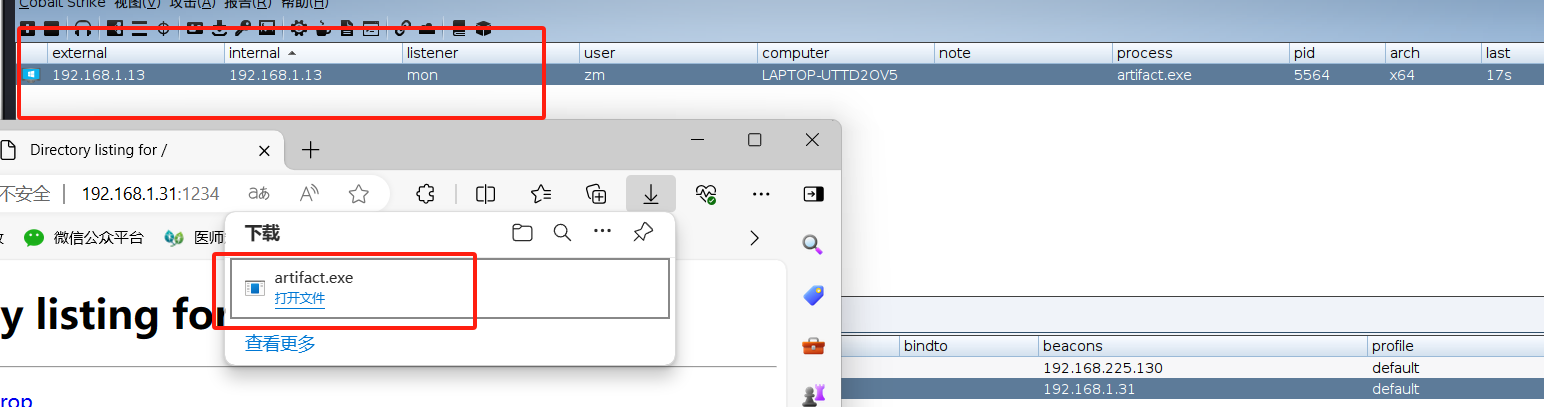 Cobalt Strike 视图(V) 攻击(A) 报告(R) 帮助(H)
external internal listener user computer note process pid arch last
192.168.1.13 192.168.1.13 mon zm LAPTOP-UTTD2OV5 artifact.exe 5564 x64 17s
Directory listing for /
不安全 192.168.1.31:1234 aあ A
微信公众平台 医师
下载
artifact.exe
打开文件
y listing for
查看更多
bindto beacons profile
192.168.225.130 default
192.168.1.31 default
rop